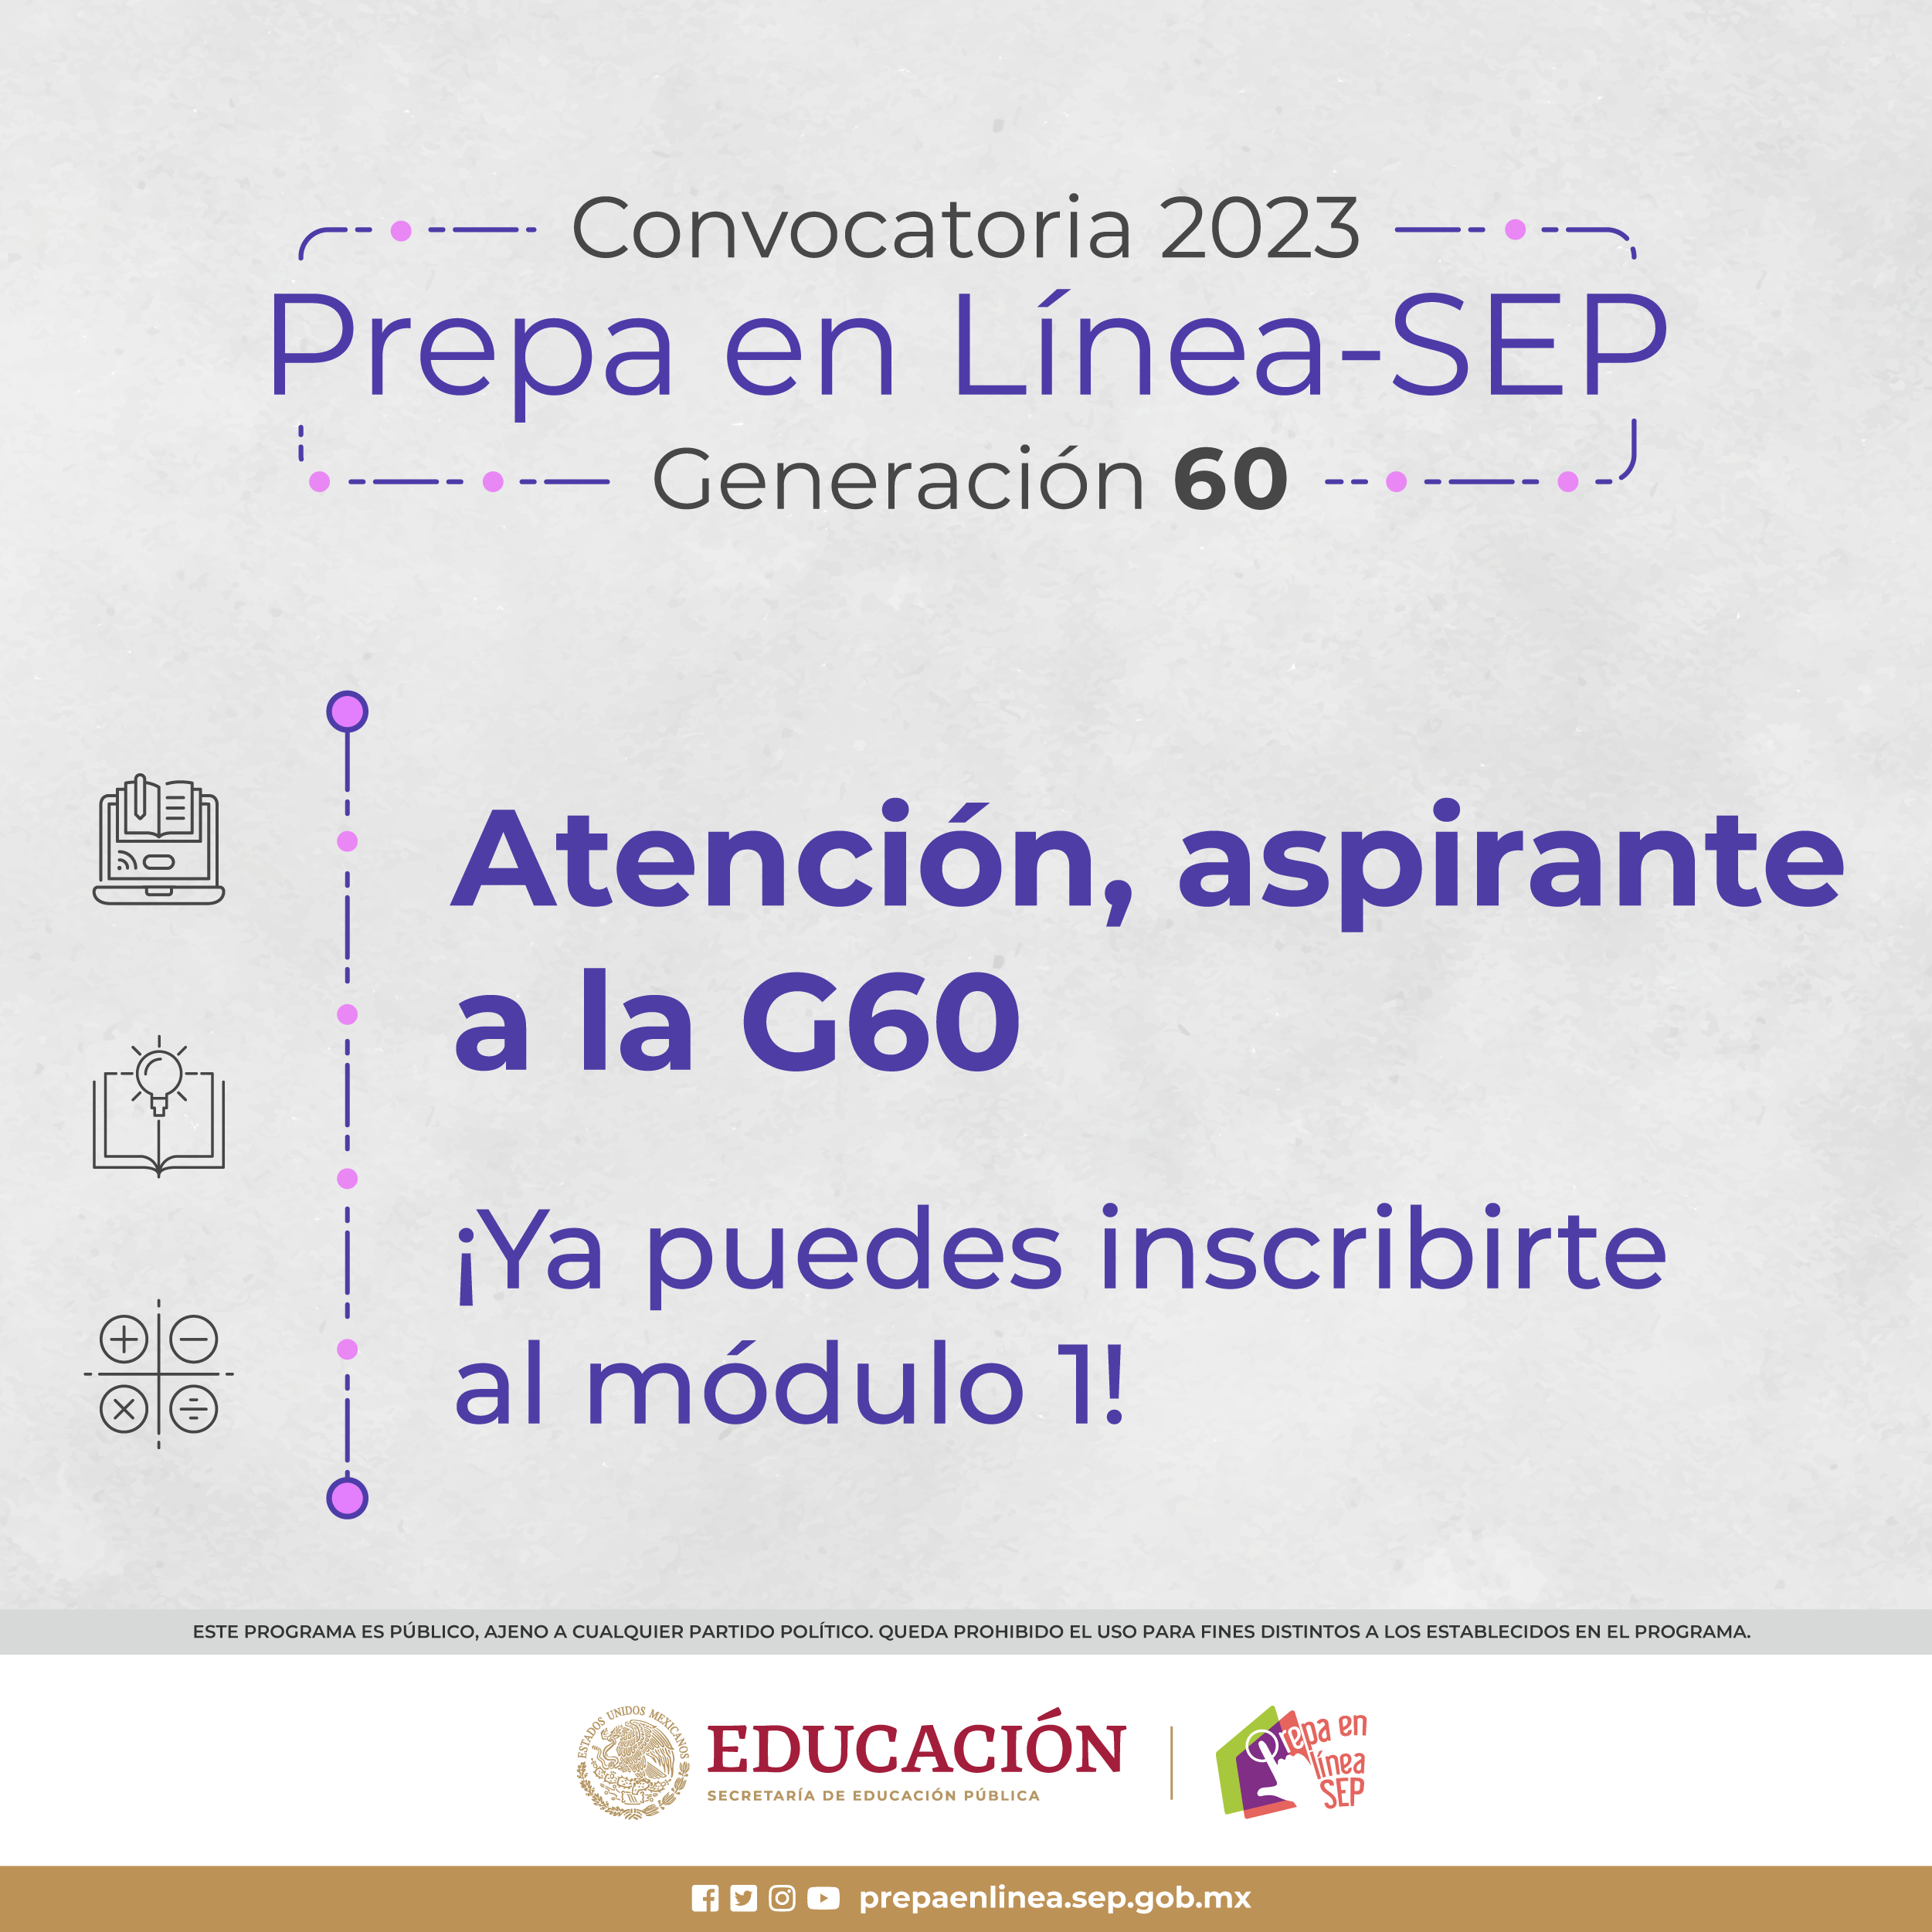 Convocatoria 2023
Prepa en Línea-SEP
Generación 60
Atención, aspirante
a la G60
¡Ya puedes inscribirte
al módulo 1!
ESTE PROGRAMA ES PÚBLICO, AJENO A CUALQUIER PARTIDO POLÍTICO. QUEDA PROHIBIDO EL USO PARA FINES DISTINTOS A LOS ESTABLECIDOS EN EL PROGRAMA.
ESTADOS UNIDOS MEXICANOS
EDUCACIÓN
SECRETARÍA DE EDUCACIÓN PÚBLICA
Prepa en
línea
SEP
prepaenlinea.sep.gob.mx